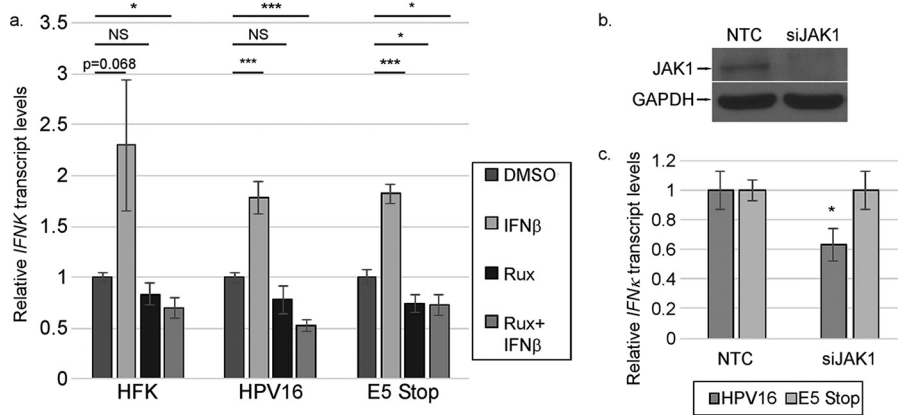 a.
Relative IFNK transcript levels
3.5
3
2.5
2
1.5
1
0.5
0
* *** *
NS NS *
p=0.068 *** ***
HFK HPV16 E5 Stop
DMSO
IFNβ
Rux
Rux+
IFNβ
b.
NTC siJAK1
JAK1
GAPDH
c.
Relative IFNκ transcript levels
1.2
1
0.8
0.6
0.4
0.2
0
*
NTC siJAK1
HPV16 E5 Stop